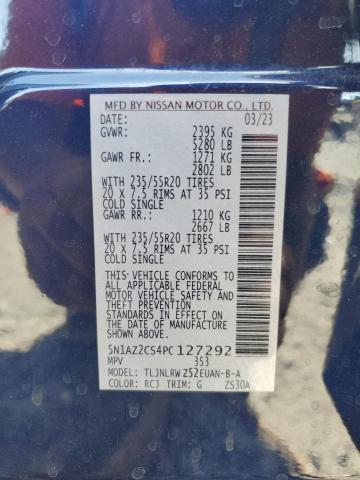 MFD BY NISSAN MOTOR CO., LTD.
DATE: 03/23
GVWR: 2395 KG
5280 LB
GAWR FR.: 1271 KG
2802 LB
WITH 235/55R20 TIRES
20 X 7.5 RIMS AT 35 PSI
COLD SINGLE
GAWR RR.: 1210 KG
2667 LB
WITH 235/55R20 TIRES
20 X 7.5 RIMS AT 35 PSI
COLD SINGLE
THIS VEHICLE CONFORMS TO
ALL APPLICABLE FEDERAL
MOTOR VEHICLE SAFETY
AND THEFT PREVENTION
STANDARDS IN EFFECT
ON THE DATE OF
MANUFACTURE SHOWN ABOVE.
5N1AZ2CS4PC127292
MPV 353
MODEL: TLJNLRW Z52EUAN-B-A
COLOR: RCJ TRIM: G ZS30A